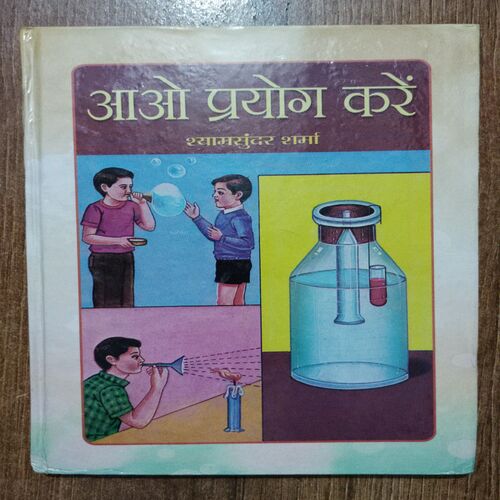 आओ प्रयोग करें
श्यामसुंदर शर्मा